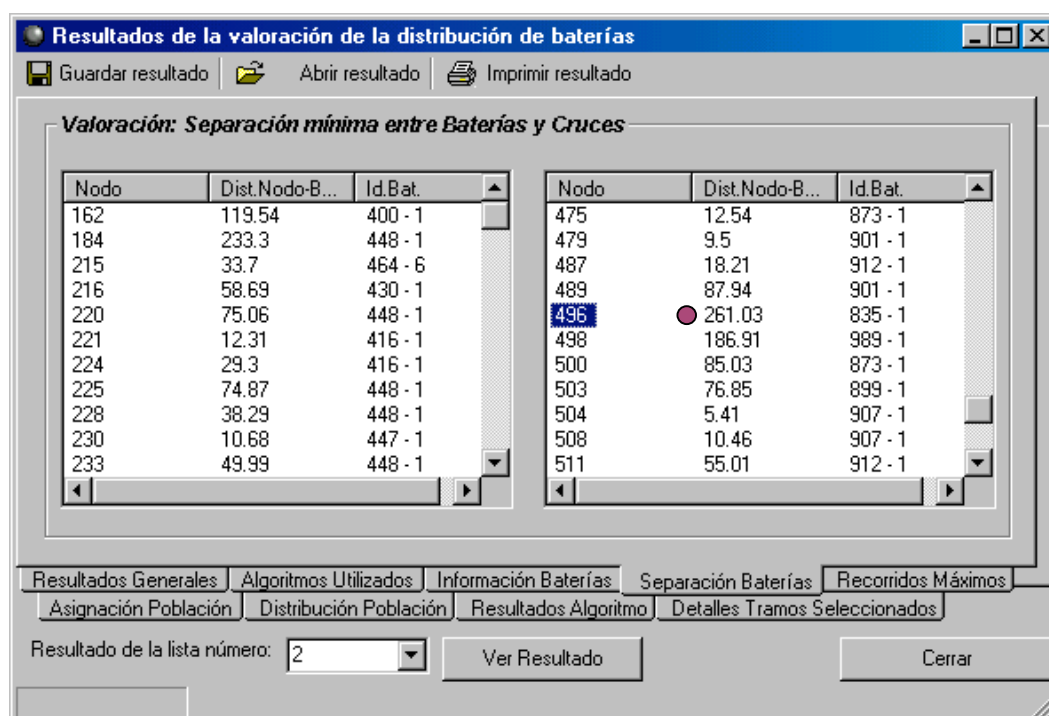 Resultados de la valoración de la distribución de baterías
Guardar resultado Abrir resultado Imprimir resultado
Valoración: Separación mínima entre Baterías y Cruces
Nodo Dist.Nodo-B... Id.Bat.
162 119.54 400 - 1
184 233.3 448 - 1
215 33.7 464 - 6
216 58.69 430 - 1
220 75.06 448 - 1
221 12.31 416 - 1
224 29.3 416 - 1
225 74.87 448 - 1
228 38.29 448 - 1
230 10.68 447 - 1
233 49.99 448 - 1
Nodo Dist.Nodo-B... Id.Bat.
475 12.54 873 - 1
479 9.5 901 - 1
487 18.21 912 - 1
489 87.94 901 - 1
496 261.03 835 - 1
498 186.91 989 - 1
500 85.03 873 - 1
503 76.85 899 - 1
504 5.41 907 - 1
508 10.46 907 - 1
511 55.01 912 - 1
Resultados Generales Algoritmos Utilizados Información Baterías Separación Baterías Recorridos Máximos
Asignación Población Distribución Población Resultados Algoritmo Detalles Tramos Seleccionados
Resultado de la lista número: 2 Ver Resultado Cerrar